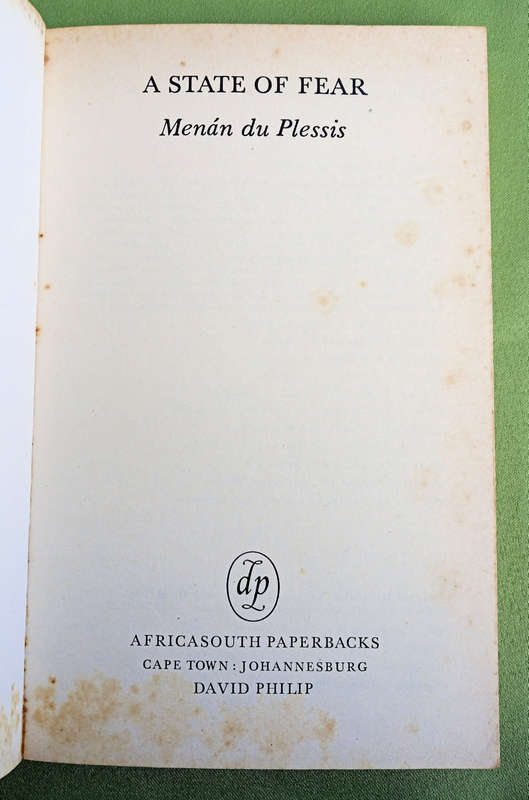 A STATE OF FEAR
Menán du Plessis
dp
AFRICASOUTH PAPERBACKS
CAPE TOWN : JOHANNESBURG
DAVID PHILIP